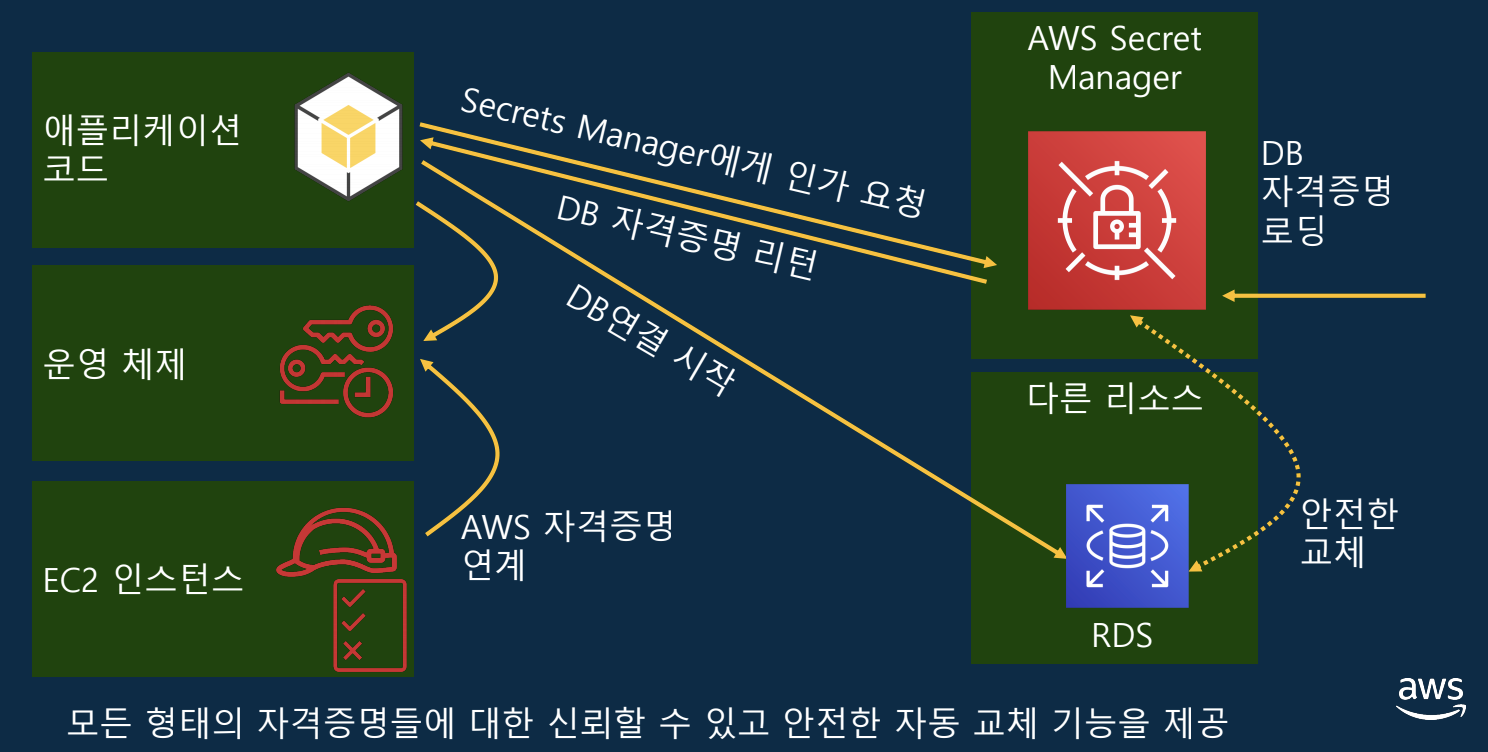 AWS Secret
Manager
애플리케이션
코드
Secrets Manager에게 인가 요청
DB 자격증명 리턴
DB
자격증명
로딩
DB연결 시작
운영 체제
다른 리소스
AWS 자격증명
연계
안전한
교체
EC2 인스턴스
RDS
aws
모든 형태의 자격증명들에 대한 신뢰할 수 있고 안전한 자동 교체 기능을 제공